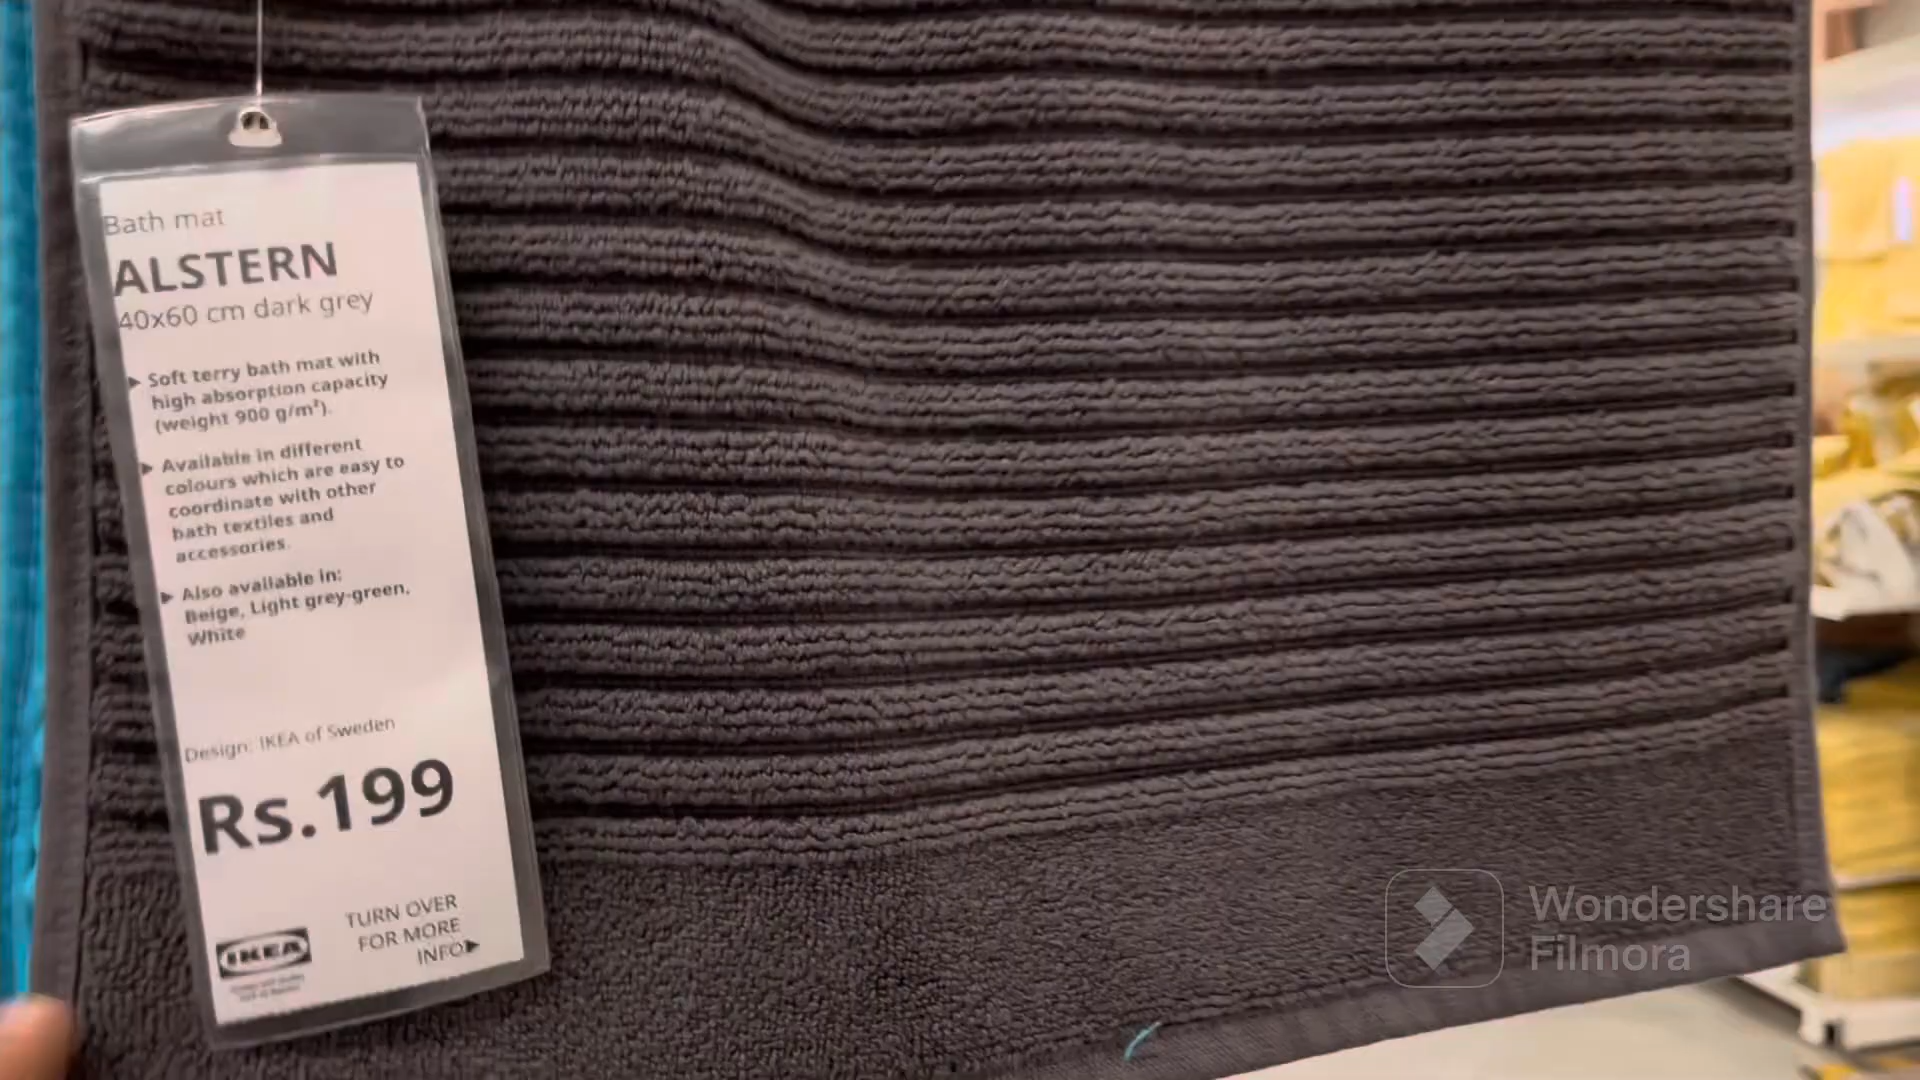 Bath mat
ALSTERN
40x60 cm dark grey
▶ Soft terry bath mat with
high absorption capacity
(weight 900 g/m²).
▶ Available in different
colours which are easy to
coordinate with other
bath textiles and
accessories.
▶ Also available in:
Beige, Light grey-green,
White
Design: IKEA of Sweden
Rs.199
TURN OVER
FOR MORE
INFO▶
IKEA
Wondershare
Filmora